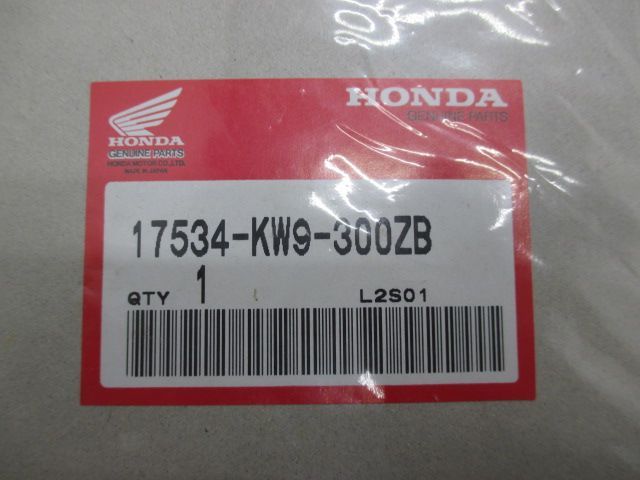 HONDA
GENUINE PARTS
HONDA MOTOR CO.,LTD.
MADE IN JAPAN
HONDA
GENUINE PARTS
17534-KW9-300ZB
QTY 1 L2S01